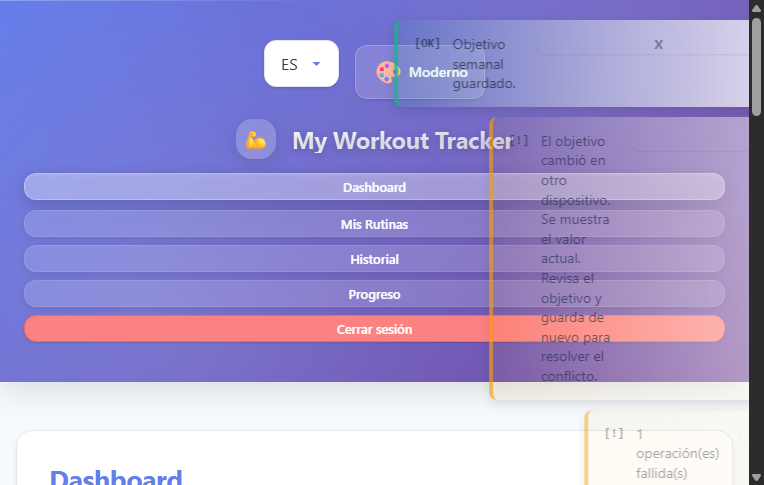 ES
Moderno
[OK] Objetivo
semanal
guardado.
x
My Workout Tracker
Dashboard
Mis Rutinas
Historial
Progreso
Cerrar sesión
[!] El objetivo
cambió en
otro
dispositivo.
Se muestra
el valor
actual.
Revisa el
objetivo y
guarda de
nuevo para
resolver el
conflicto.
[!] 1
operación(es)
fallida(s)
Dashboard